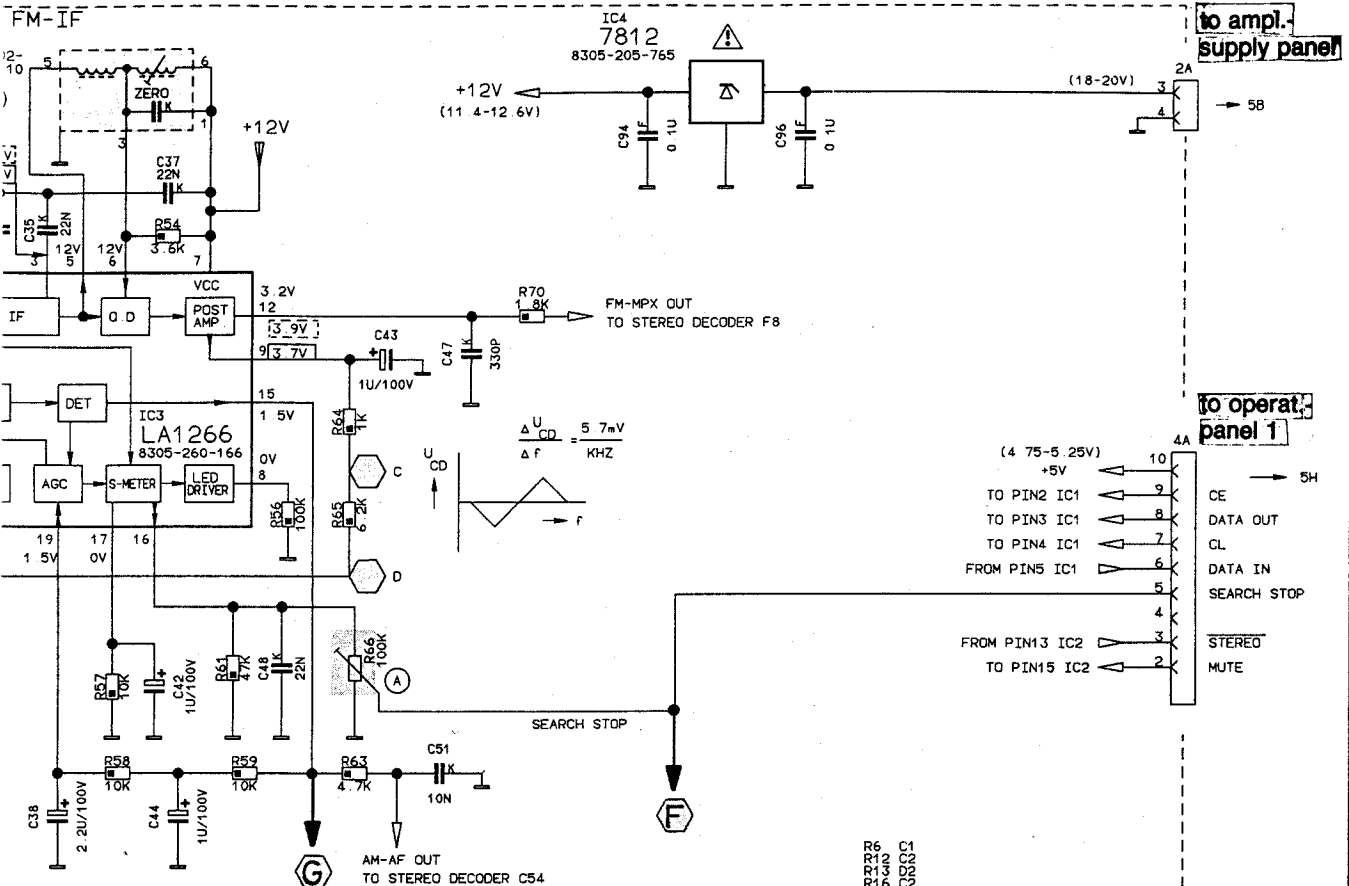 FM-IF
IC4
7812
8305-205-765
to ampl.-
supply panel
2A
+12V
(11.4-12.6V)
(18-20V)
3
4
5B
C94
F
0.1U
C96
F
0.1U
10
5
6
ZERO
K
1
3
+12V
C37
22N
K
C35
K
22N
R54
3.6K
3
12V
5
12V
6
7
VCC
IF
Q.D
POST
AMP.
3.2V
12
3.9V
9
3.7V
R70
1.8K
FM-MPX OUT
TO STEREO DECODER F8
C43
+
1U/100V
C47
K
330P
DET
15
1.5V
IC3
LA1266
8305-260-166
AGC
S-METER
LED
DRIVER
0V
8
R56
100K
R64
1K
C
R65
6.2K
D
U
CD
Δ U
CD
Δ f
= 5.7mV
KHZ
f
to operat.-
panel 1
4A
(4.75-5.25V)
+5V
10
5H
TO PIN2 IC1
9
CE
TO PIN3 IC1
8
DATA OUT
TO PIN4 IC1
7
CL
FROM PIN5 IC1
6
DATA IN
5
SEARCH STOP
4
FROM PIN13 IC2
3
STEREO
TO PIN15 IC2
2
MUTE
19
1.5V
17
0V
16
R57
10K
C42
+
1U/100V
R61
47K
C48
K
22N
R66
100K
A
SEARCH STOP
R58
10K
R59
10K
R63
4.7K
C51
K
10N
C38
+
2.2U/100V
C44
+
1U/100V
G
AM-AF OUT
TO STEREO DECODER C54
F
R6 C1
R12 C2
R13 D2
R16 C2